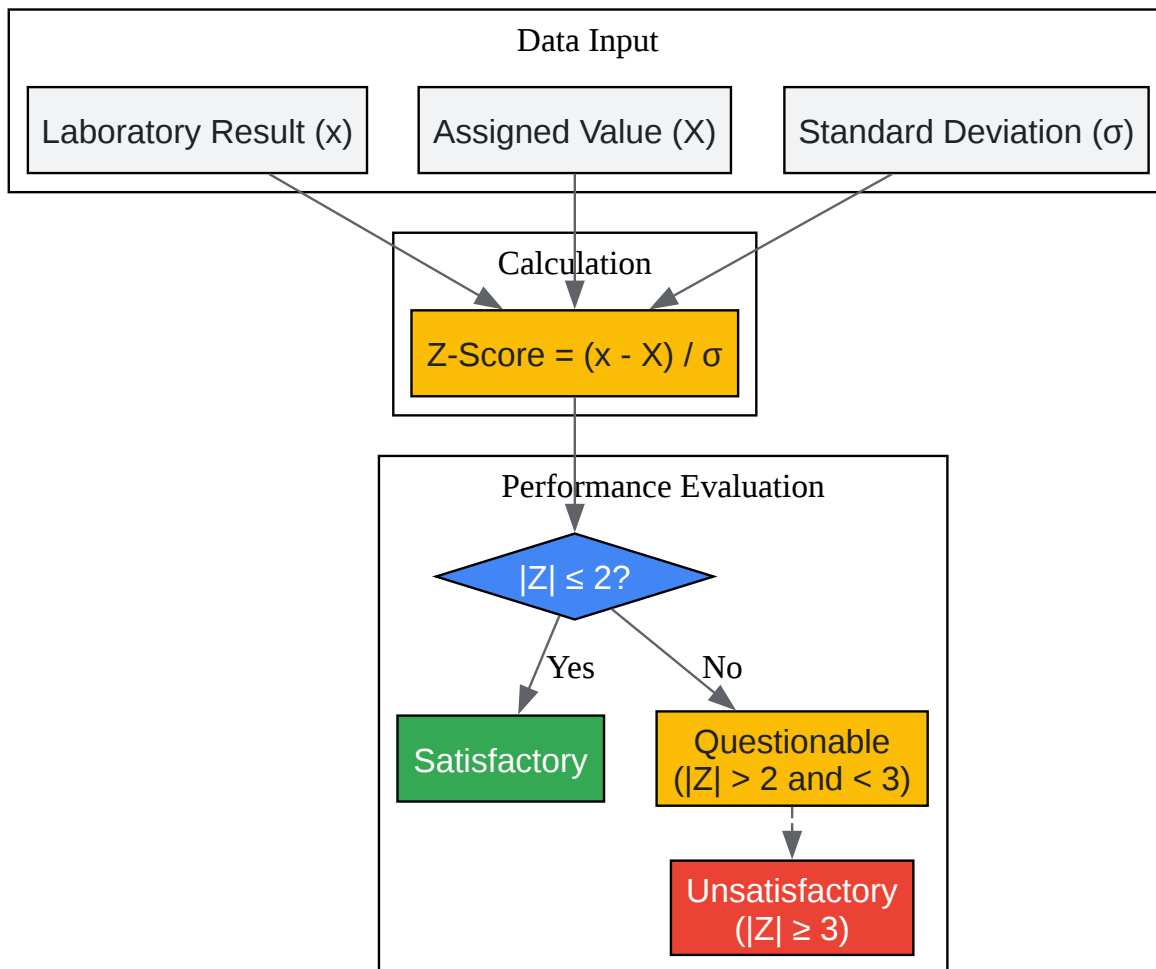 Data Input
Laboratory Result (x)
Assigned Value (X)
Standard Deviation (σ)
Calculation
Z-Score = (x - X) / σ
Performance Evaluation
|Z| ≤ 2?
Yes
No
Satisfactory
Questionable
(|Z| > 2 and < 3)
Unsatisfactory
(|Z| ≥ 3)